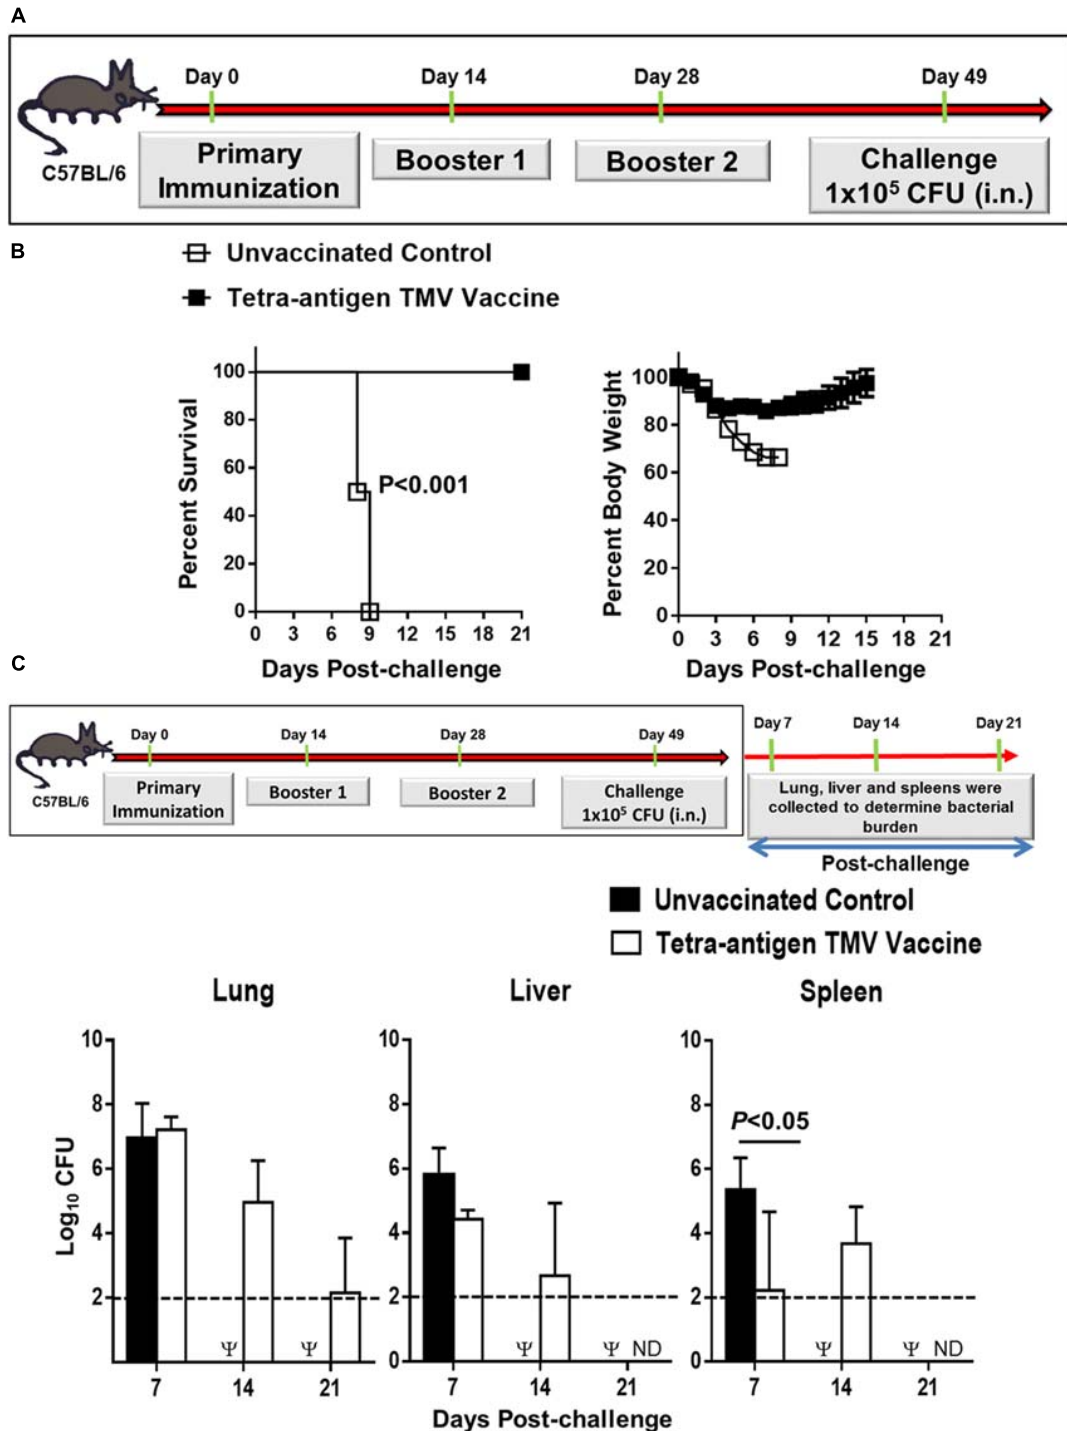 A
Day 0
Day 14
Day 28
Day 49
C57BL/6
Primary
Immunization
Booster 1
Booster 2
Challenge
1x10⁵ CFU (i.n.)
B
Unvaccinated Control
Tetra-antigen TMV Vaccine
Percent Survival
100
80
60
40
20
0
P<0.001
0 3 6 9 12 15 18 21
Days Post-challenge
Percent Body Weight
100
80
60
40
20
0
0 3 6 9 12 15 18 21
Days Post-challenge
C
Day 0
Day 14
Day 28
Day 49
C57BL/6
Primary
Immunization
Booster 1
Booster 2
Challenge
1x10⁵ CFU (i.n.)
Day 7
Day 14
Day 21
Lung, liver and spleens were
collected to determine bacterial
burden
Post-challenge
Unvaccinated Control
Tetra-antigen TMV Vaccine
Lung
Log₁₀ CFU
10
8
6
4
2
Ψ Ψ
7 14 21
Liver
10
8
6
4
2
0
Ψ Ψ ND
7 14 21
Spleen
10
8
6
4
2
0
P<0.05
Ψ Ψ ND
7 14 21
Days Post-challenge